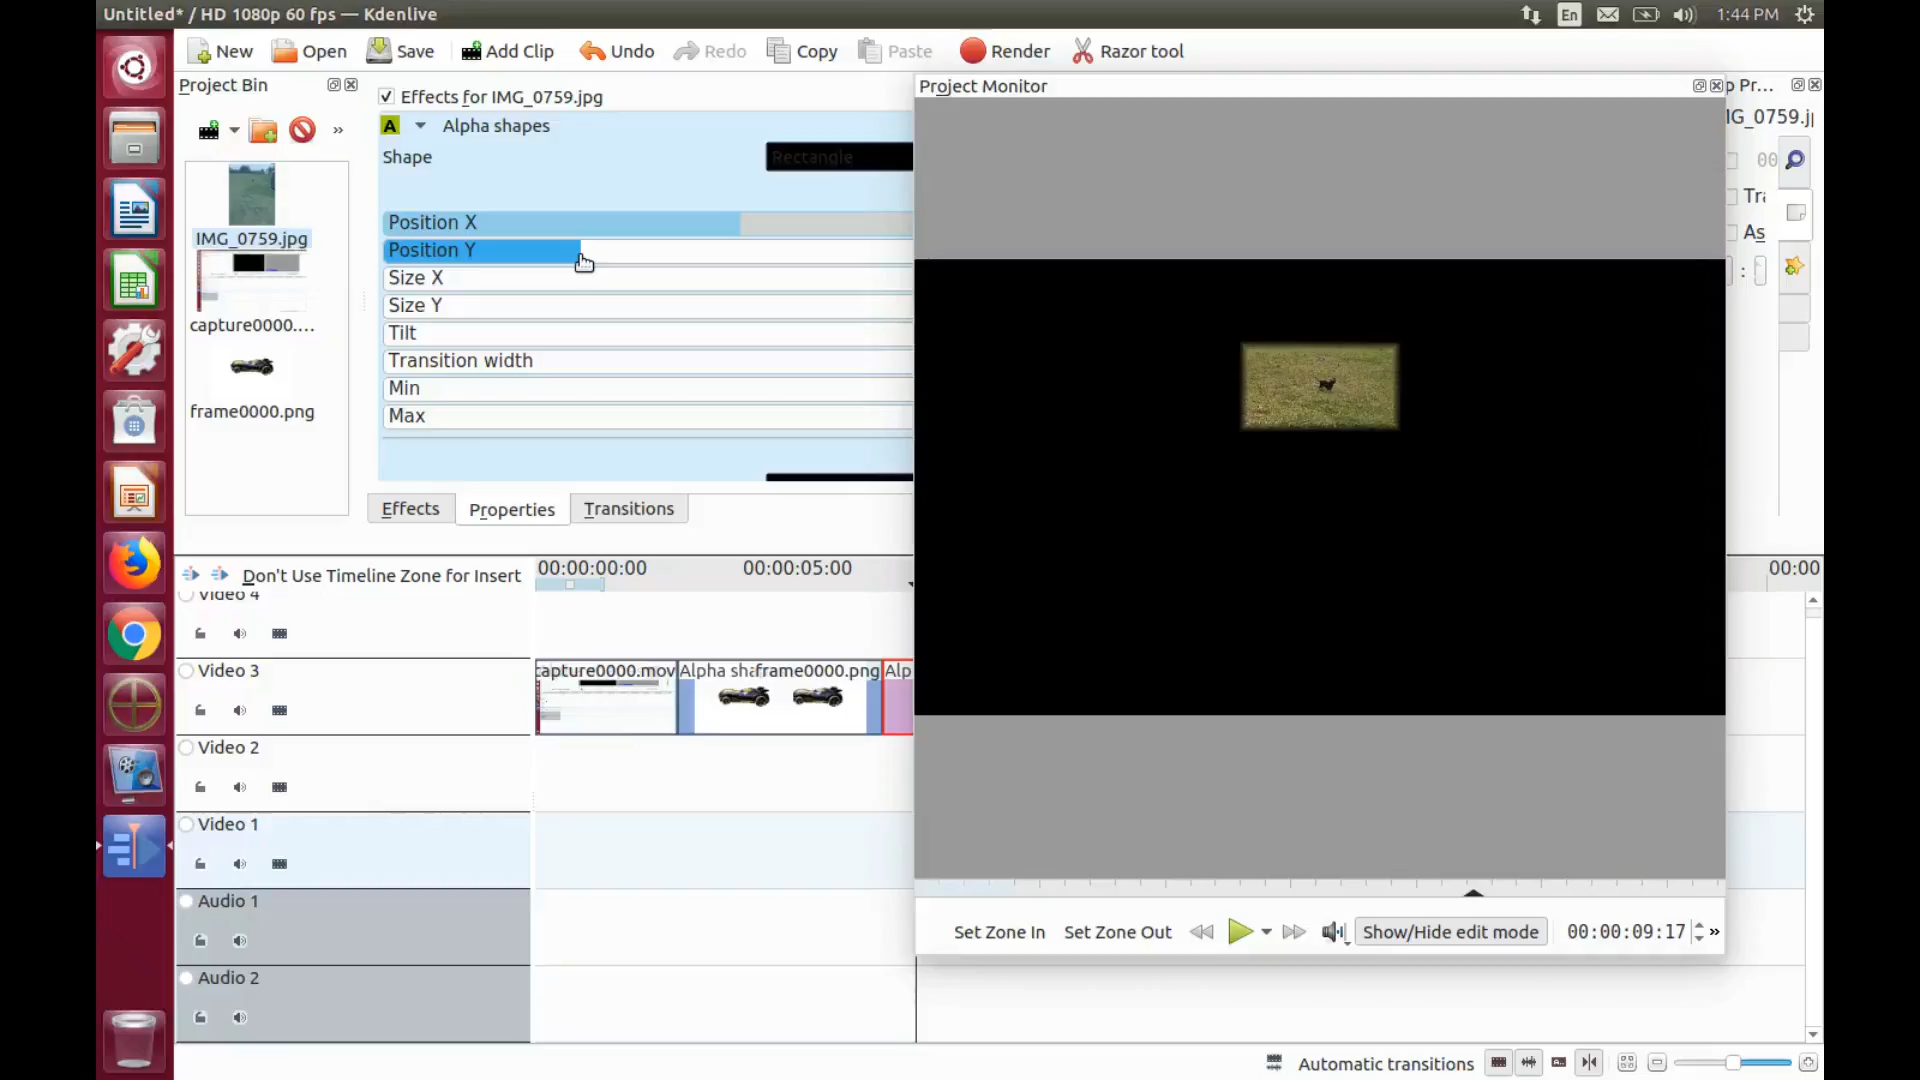 Untitled* / HD 1080p 60 fps — Kdenlive
En
1:44 PM
New
Open
Save
Add Clip
Undo
Redo
Copy
Paste
Render
Razor tool
Project Bin
»
IMG_0759.jpg
capture0000....
frame0000.png
Effects for IMG_0759.jpg
A
Alpha shapes
Shape
Rectangle
Position X
Position Y
Size X
Size Y
Tilt
Transition width
Min
Max
Effects
Properties
Transitions
Project Monitor
p Pr...
IG_0759.j
00
Tra
As
:
Set Zone In
Set Zone Out
Show/Hide edit mode
00:00:09:17
»
Don't Use Timeline Zone for Insert
00:00:00:00
00:00:05:00
00:00
Video 4
Video 3
capture0000.mov
Alpha sha
frame0000.png
Alp
Video 2
Video 1
Audio 1
Audio 2
Automatic transitions